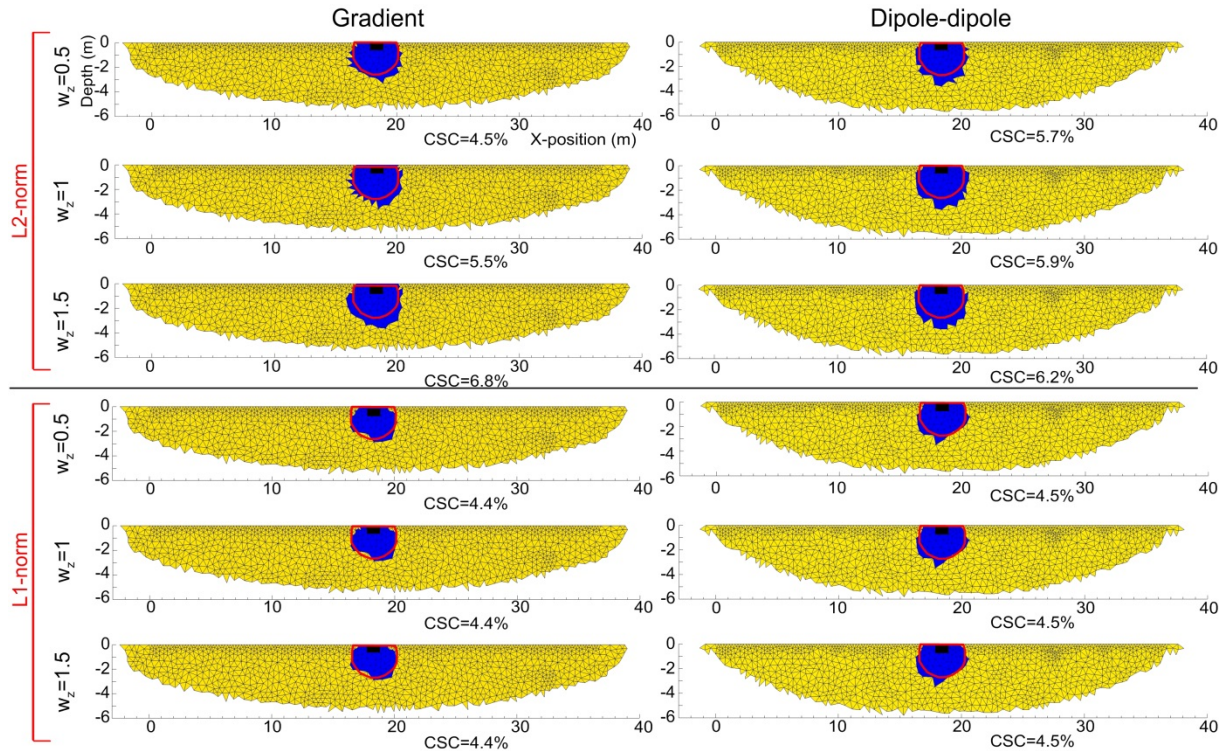 Gradient
Dipole-dipole
L2-norm
w_z=0.5
Depth (m)
0
-2
-4
-6
0 10 20 30 40
CSC=4.5% X-position (m)
0
-2
-4
-6
0 10 20 30 40
CSC=5.7%
w_z=1
0
-2
-4
-6
0 10 20 30 40
CSC=5.5%
0
-2
-4
-6
0 10 20 30 40
CSC=5.9%
w_z=1.5
0
-2
-4
-6
0 10 20 30 40
CSC=6.8%
0
-2
-4
-6
0 10 20 30 40
CSC=6.2%
L1-norm
w_z=0.5
0
-2
-4
-6
0 10 20 30 40
CSC=4.4%
0
-2
-4
-6
0 10 20 30 40
CSC=4.5%
w_z=1
0
-2
-4
-6
0 10 20 30 40
CSC=4.4%
0
-2
-4
-6
0 10 20 30 40
CSC=4.5%
w_z=1.5
0
-2
-4
-6
0 10 20 30 40
CSC=4.4%
0
-2
-4
-6
0 10 20 30 40
CSC=4.5%